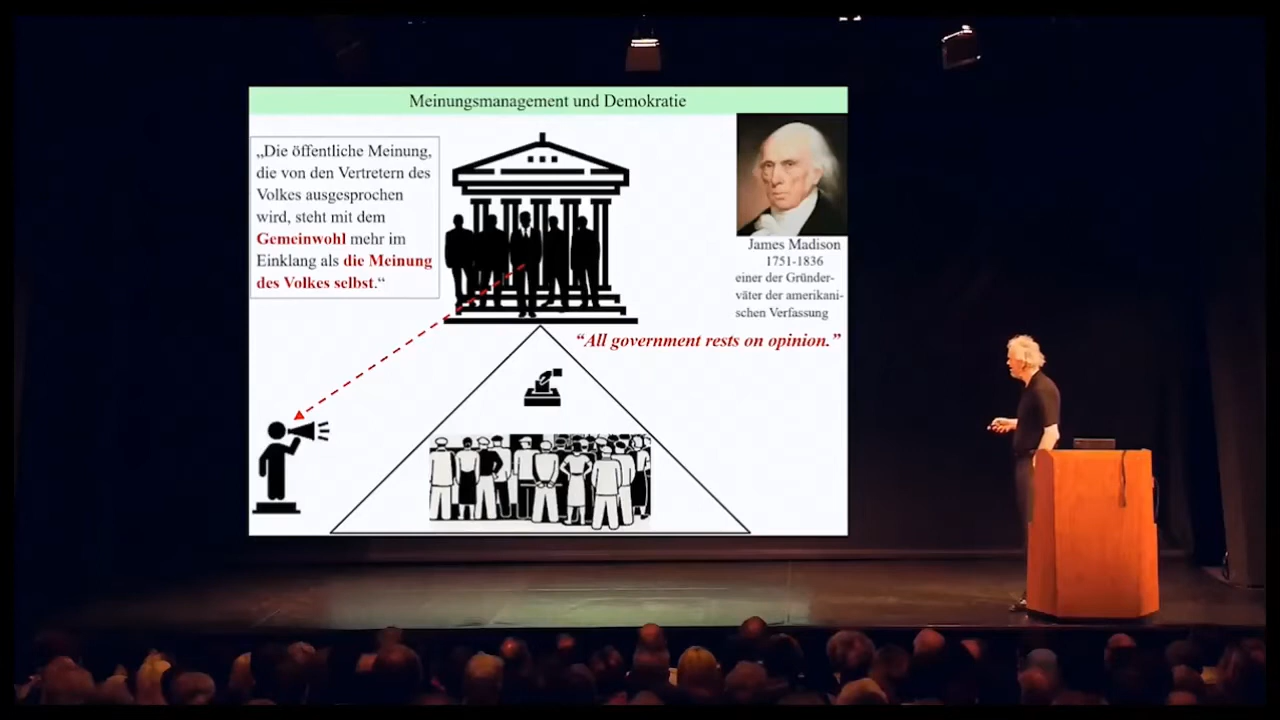 Meinungsmanagement und Demokratie
„Die öffentliche Meinung,
die von den Vertretern des
Volkes ausgesprochen
wird, steht mit dem
Gemeinwohl mehr im
Einklang als die Meinung
des Volkes selbst.“
James Madison
1751-1836
einer der Gründer-
väter der amerikani-
schen Verfassung
“All government rests on opinion.”